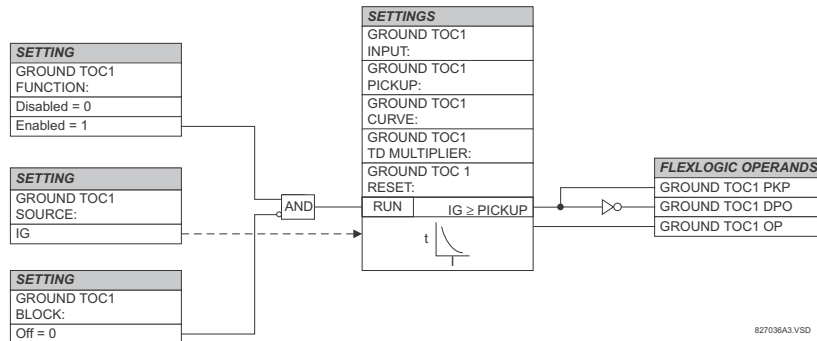 SETTING
GROUND TOC1
FUNCTION:
Disabled = 0
Enabled = 1
SETTING
GROUND TOC1
SOURCE:
IG
SETTING
GROUND TOC1
BLOCK:
Off = 0
AND
SETTINGS
GROUND TOC1
INPUT:
GROUND TOC1
PICKUP:
GROUND TOC1
CURVE:
GROUND TOC1
TD MULTIPLIER:
GROUND TOC 1
RESET:
RUN IG ≥ PICKUP
t
I
FLEXLOGIC OPERANDS
GROUND TOC1 PKP
GROUND TOC1 DPO
GROUND TOC1 OP
827036A3.VSD